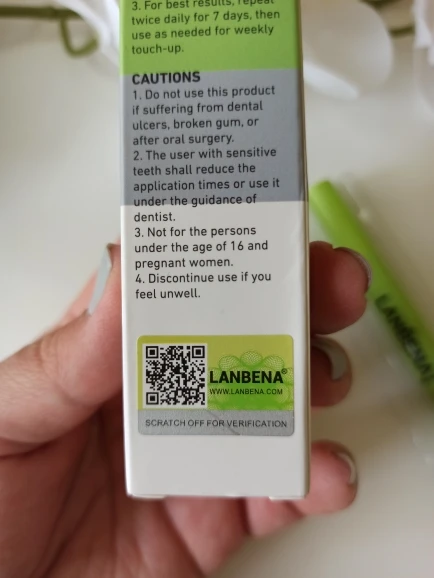 3. For best results, repeat
twice daily for 7 days, then
use as needed for weekly
touch-up.
CAUTIONS
1. Do not use this product
if suffering from dental
ulcers, broken gum, or
after oral surgery.
2. The user with sensitive
teeth shall reduce the
application times or use it
under the guidance of
dentist.
3. Not for the persons
under the age of 16 and
pregnant women.
4. Discontinue use if you
feel unwell.
LANBENA®
WWW.LANBENA.COM
SCRATCH OFF FOR VERIFICATION
LANBENA